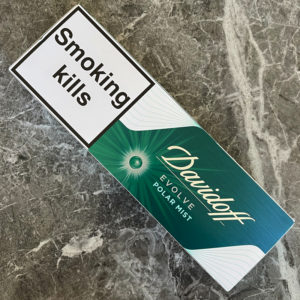 Smoking
kills
Davidoff
EVOLVE
POLAR MIST